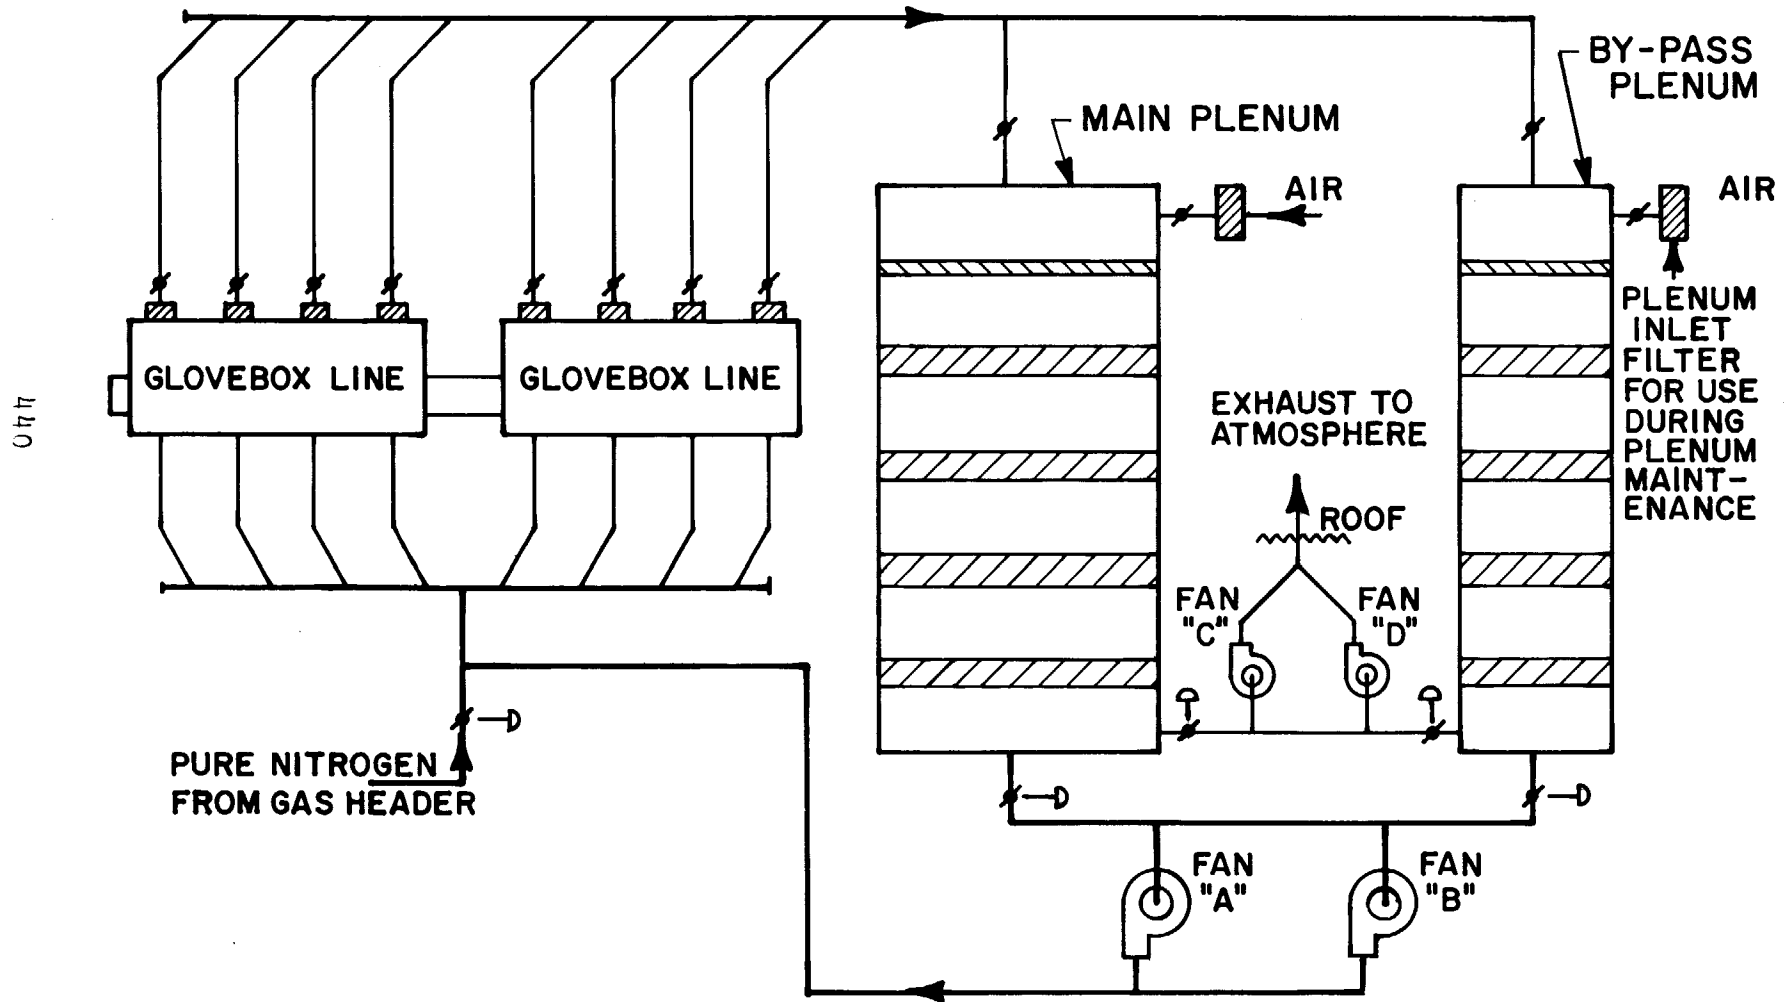 BY-PASS
PLENUM
MAIN PLENUM
AIR
AIR
PLENUM
INLET
FILTER
FOR USE
DURING
PLENUM
MAINT-
ENANCE
GLOVEBOX LINE
GLOVEBOX LINE
440
EXHAUST TO
ATMOSPHERE
ROOF
FAN
"C"
FAN
"D"
PURE NITROGEN
FROM GAS HEADER
FAN
"A"
FAN
"B"